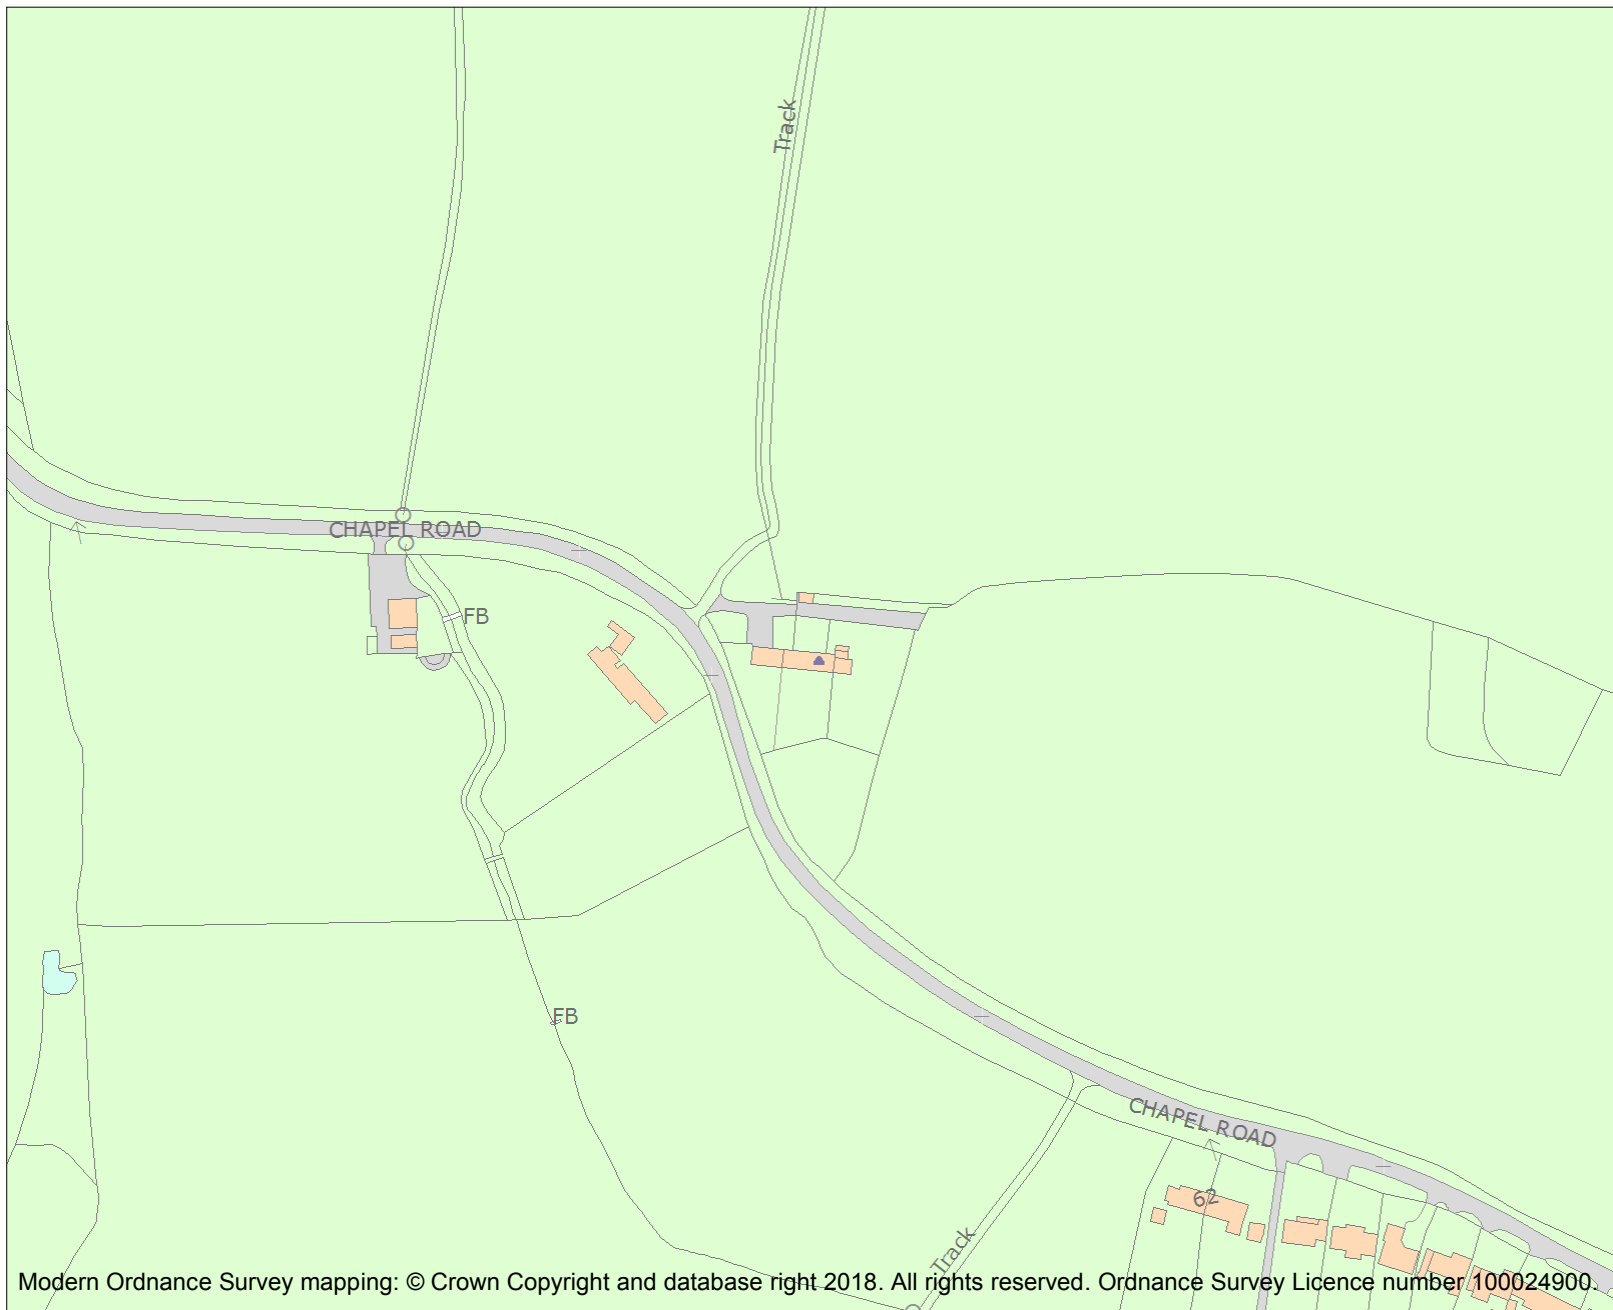 Track
CHAPEL ROAD
FB
FB
CHAPEL ROAD
62
Track
Modern Ordnance Survey mapping: © Crown Copyright and database right 2018. All rights reserved. Ordnance Survey Licence number 100024900.